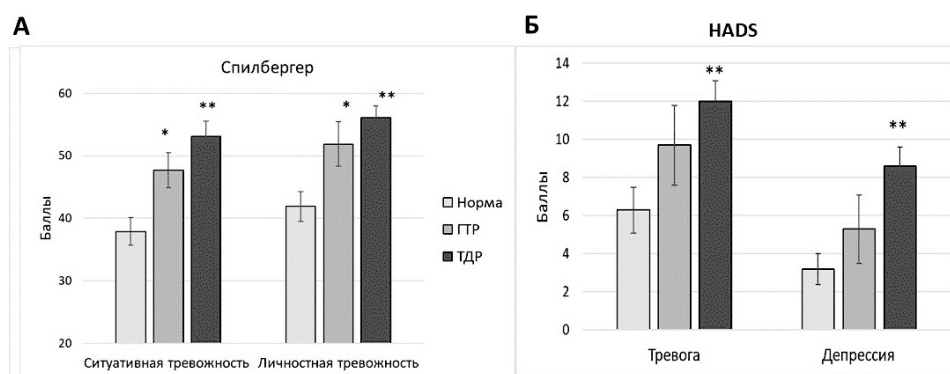 А
Спилбергер
60
50
40
30
20
Баллы
* ** * **
Ситуативная тревожность Личностная тревожность
Норма
ГТР
ТДР
Б
HADS
14
12
10
8
6
4
2
0
Баллы
** **
Тревога Депрессия